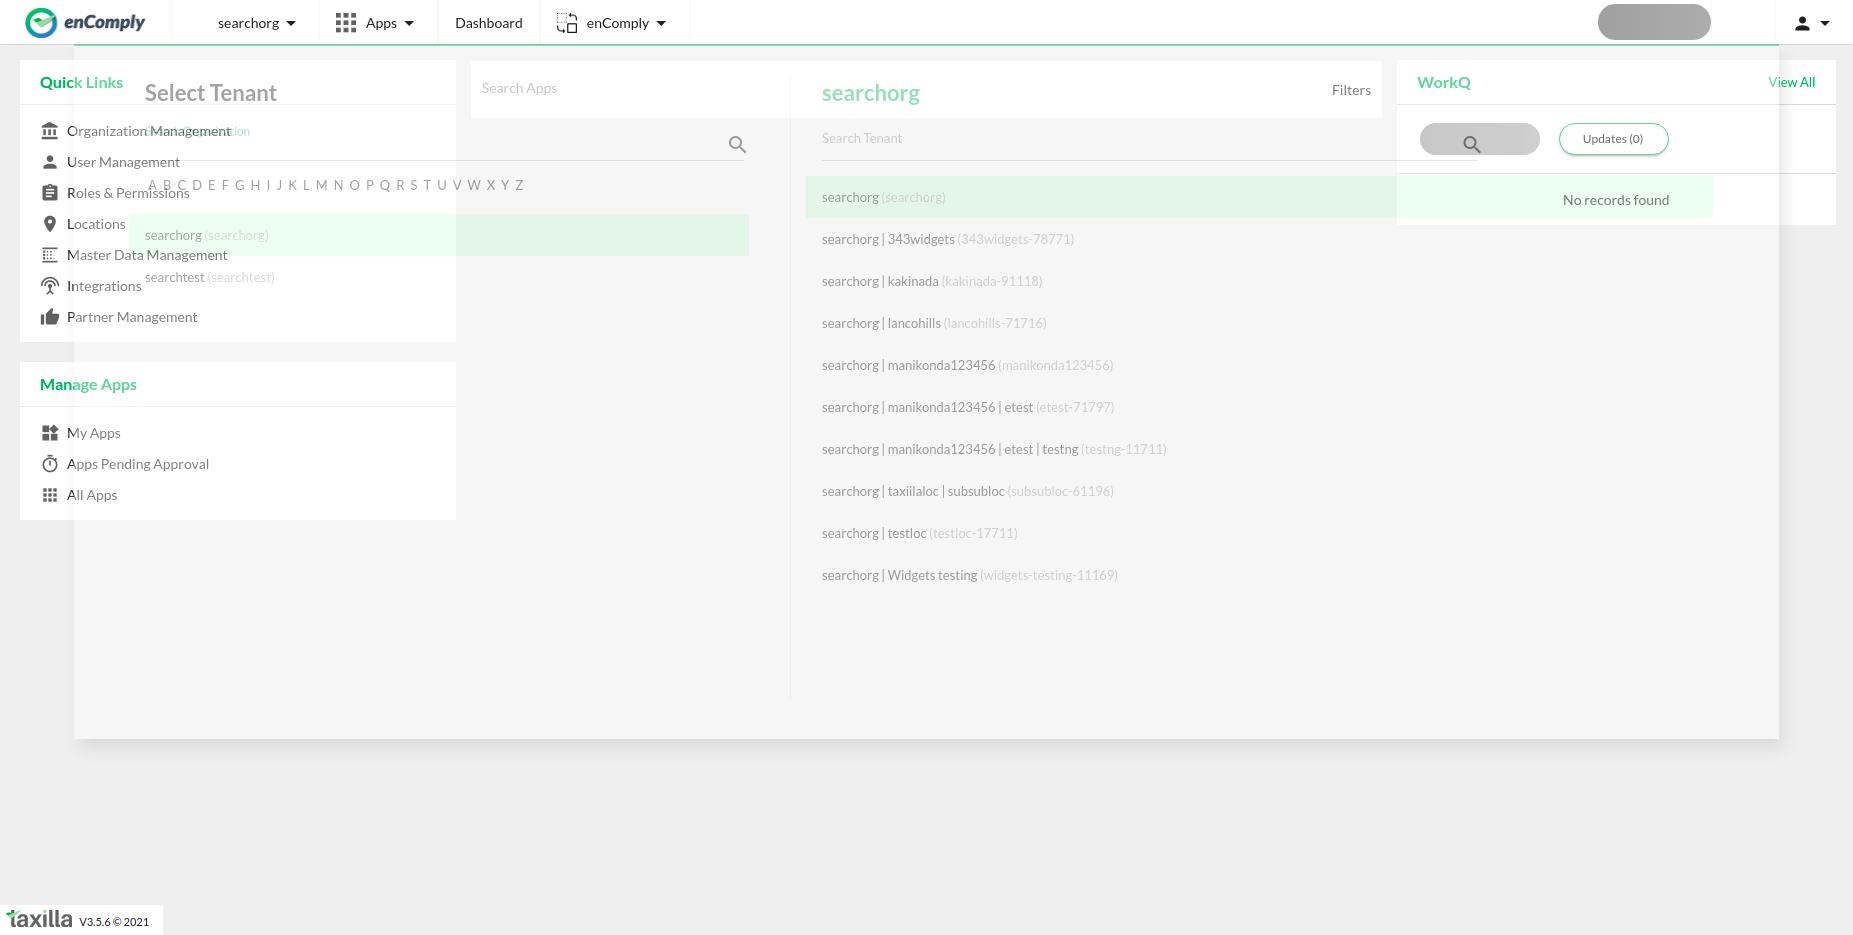 enComply
searchorg
Apps
Dashboard
enComply
Quick Links
Organization Management
User Management
Roles & Permissions
Locations
Master Data Management
Integrations
Partner Management
Manage Apps
My Apps
Apps Pending Approval
All Apps
Select Tenant
A B C D E F G H I J K L M N O P Q R S T U V W X Y Z
searchorg (searchorg)
searchtest (searchtest)
Search Apps
Filters
searchorg
Search Tenant
searchorg (searchorg)
searchorg | 343widgets (343widgets-78771)
searchorg | kakinada (kakinada-91118)
searchorg | lancohills (lancohills-71716)
searchorg | manikonda123456 (manikonda123456)
searchorg | manikonda123456 | etest (etest-71797)
searchorg | manikonda123456 | etest | testng (testng-11711)
searchorg | taxiilaloc | subsubloc (subsubloc-61196)
searchorg | testloc (testloc-17711)
searchorg | Widgets testing (widgets-testing-11169)
WorkQ
View All
Updates (0)
No records found
taxilla V3.5.6 © 2021